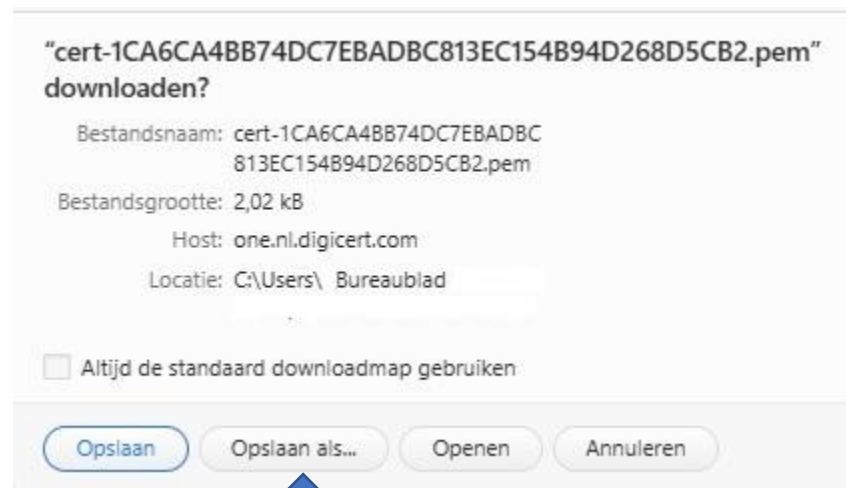 “cert-1CA6CA4BB74DC7EBADBC813EC154B94D268D5CB2.pem”
downloaden?
Bestandsnaam: cert-1CA6CA4BB74DC7EBADBC
813EC154B94D268D5CB2.pem
Bestandsgrootte: 2,02 kB
Host: one.nl.digicert.com
Locatie: C:\Users\ Bureaublad
Altijd de standaard downloadmap gebruiken
Opslaan Opslaan als... Openen Annuleren